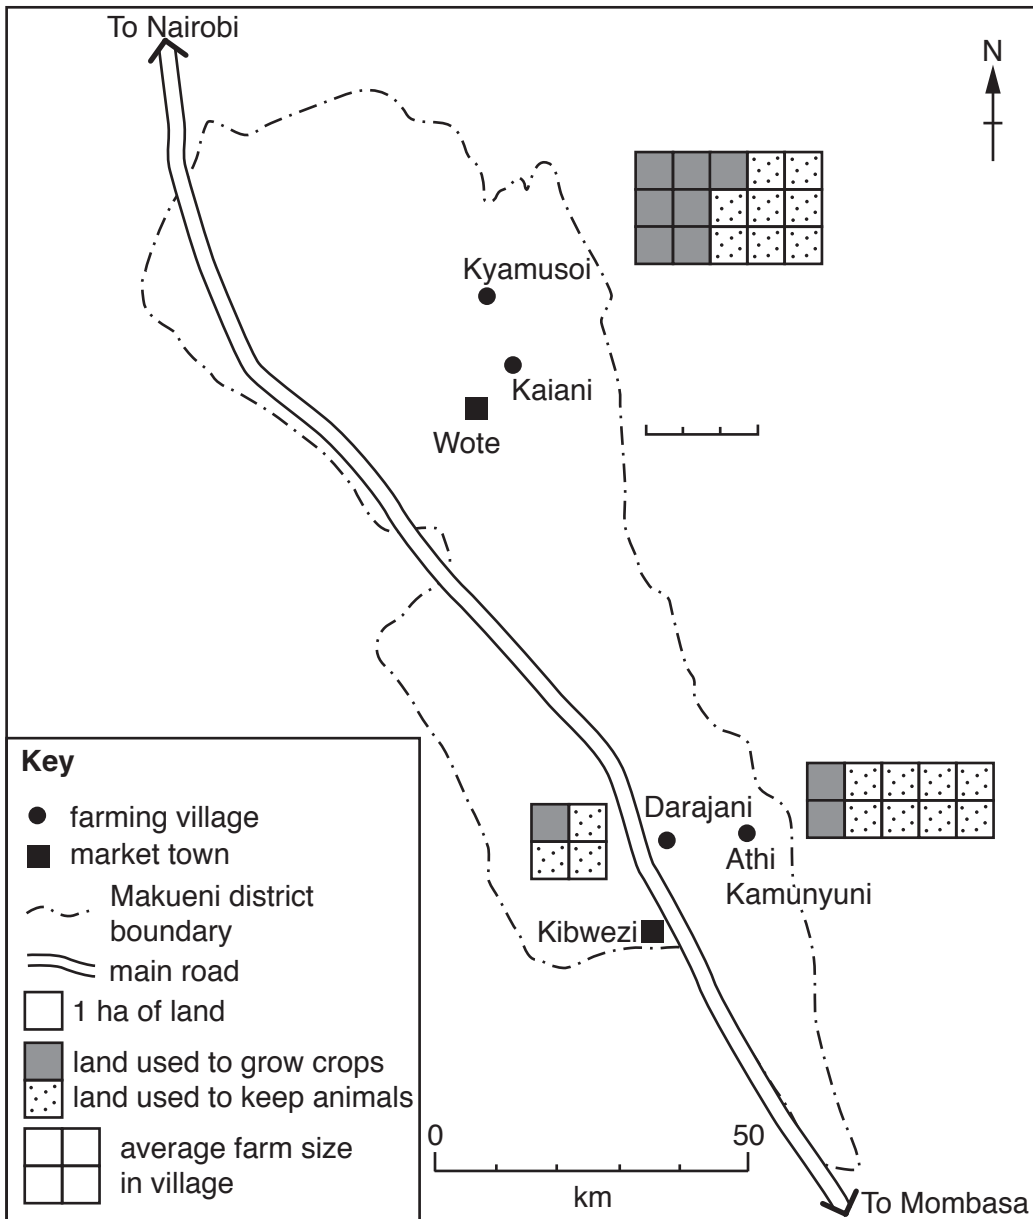 To Nairobi
N
Kyamusoi
Kaiani
Wote
Darajani
Athi
Kamunyuni
Kibwezi
Key
farming village
market town
Makueni district
boundary
main road
1 ha of land
land used to grow crops
land used to keep animals
average farm size
in village
0 50
km
To Mombasa